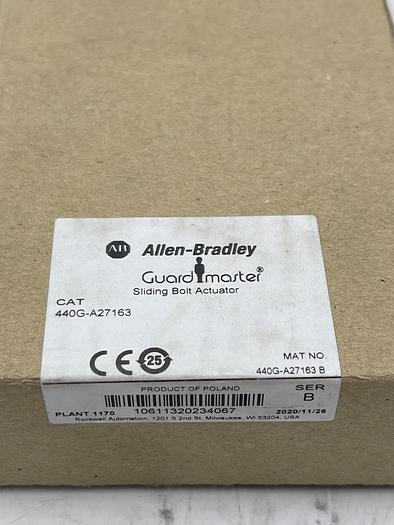 AB Allen-Bradley
Guardmaster®
Sliding Bolt Actuator
CAT
440G-A27163
CE 25
MAT NO.
440G-A27163 B
PRODUCT OF POLAND
SER
B
PLANT 1170 10611320234067 2020/11/26
Rockwell Automation, 1201 S 2nd St, Milwaukee, WI 53204, USA